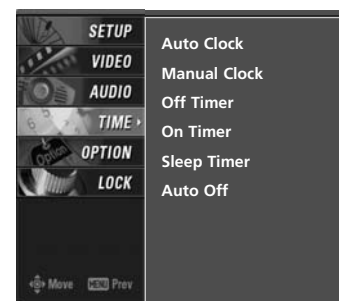 SETUP
VIDEO
AUDIO
TIME
OPTION
LOCK
Move MENU Prev
Auto Clock
Manual Clock
Off Timer
On Timer
Sleep Timer
Auto Off